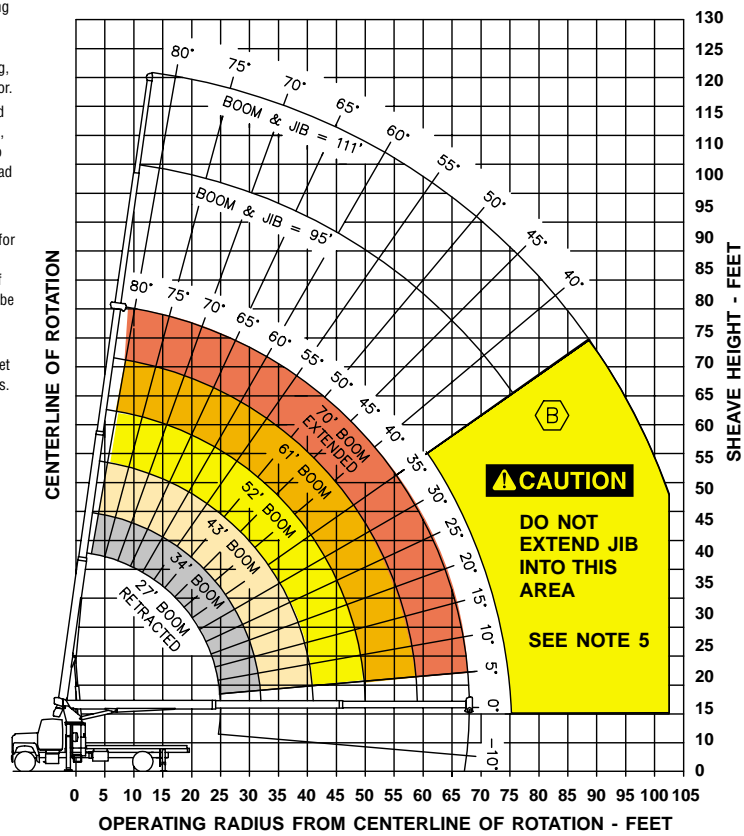 ng
g,
or.
d
,
o
ad
for
f
be
et
s.
130
125
120
115
110
100
95
90
85
80
75
70
65
60
55
50
45
40
35
30
25
20
15
10
0
SHEAVE HEIGHT - FEET
CENTERLINE OF ROTATION
80°
75°
70°
65°
60°
55°
50°
45°
40°
BOOM & JIB = 111'
BOOM & JIB = 95'
80°
75°
70°
65°
60°
55°
50°
45°
40°
35°
30°
25°
20°
15°
10°
5°
0°
-10°
70' BOOM
EXTENDED
61' BOOM
52' BOOM
43' BOOM
34' BOOM
27' BOOM
RETRACTED
B
CAUTION
DO NOT
EXTEND JIB
INTO THIS
AREA
SEE NOTE 5
0 5 10 15 20 25 30 35 40 45 50 55 60 65 70 75 80 85 90 95 100 105
OPERATING RADIUS FROM CENTERLINE OF ROTATION - FEET